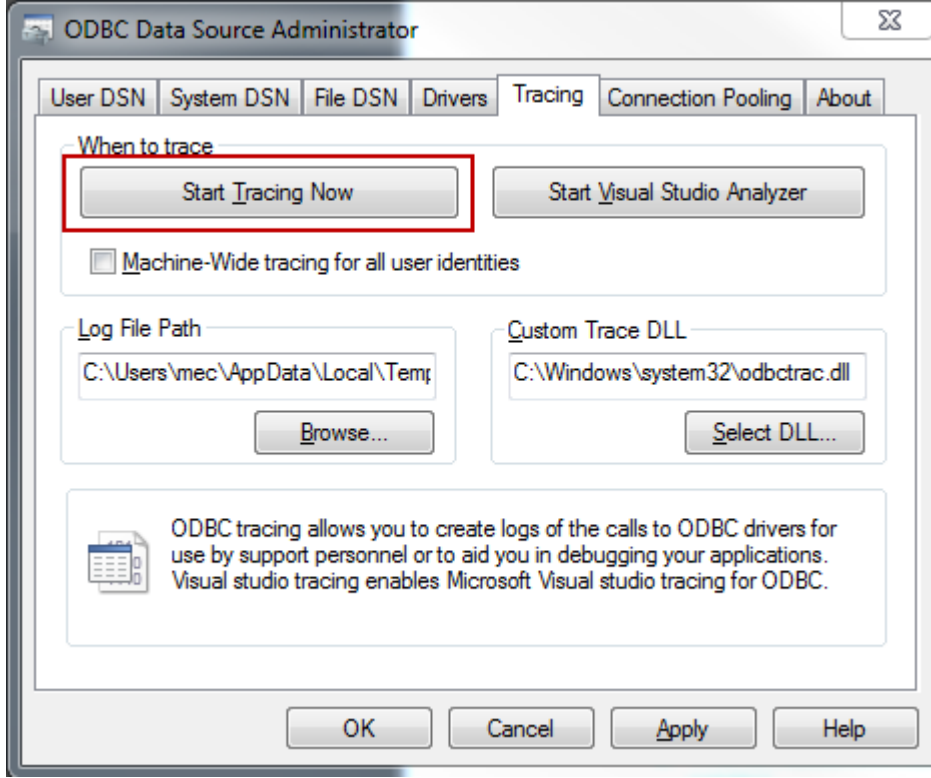 ODBC Data Source Administrator
User DSN System DSN File DSN Drivers Tracing Connection Pooling About
When to trace
Start Tracing Now Start Visual Studio Analyzer
Machine-Wide tracing for all user identities
Log File Path Custom Trace DLL
C:\Users\mec\AppData\Local\Temp C:\Windows\system32\odbctrac.dll
Browse... Select DLL...
ODBC tracing allows you to create logs of the calls to ODBC drivers for
use by support personnel or to aid you in debugging your applications.
Visual studio tracing enables Microsoft Visual studio tracing for ODBC.
OK Cancel Apply Help